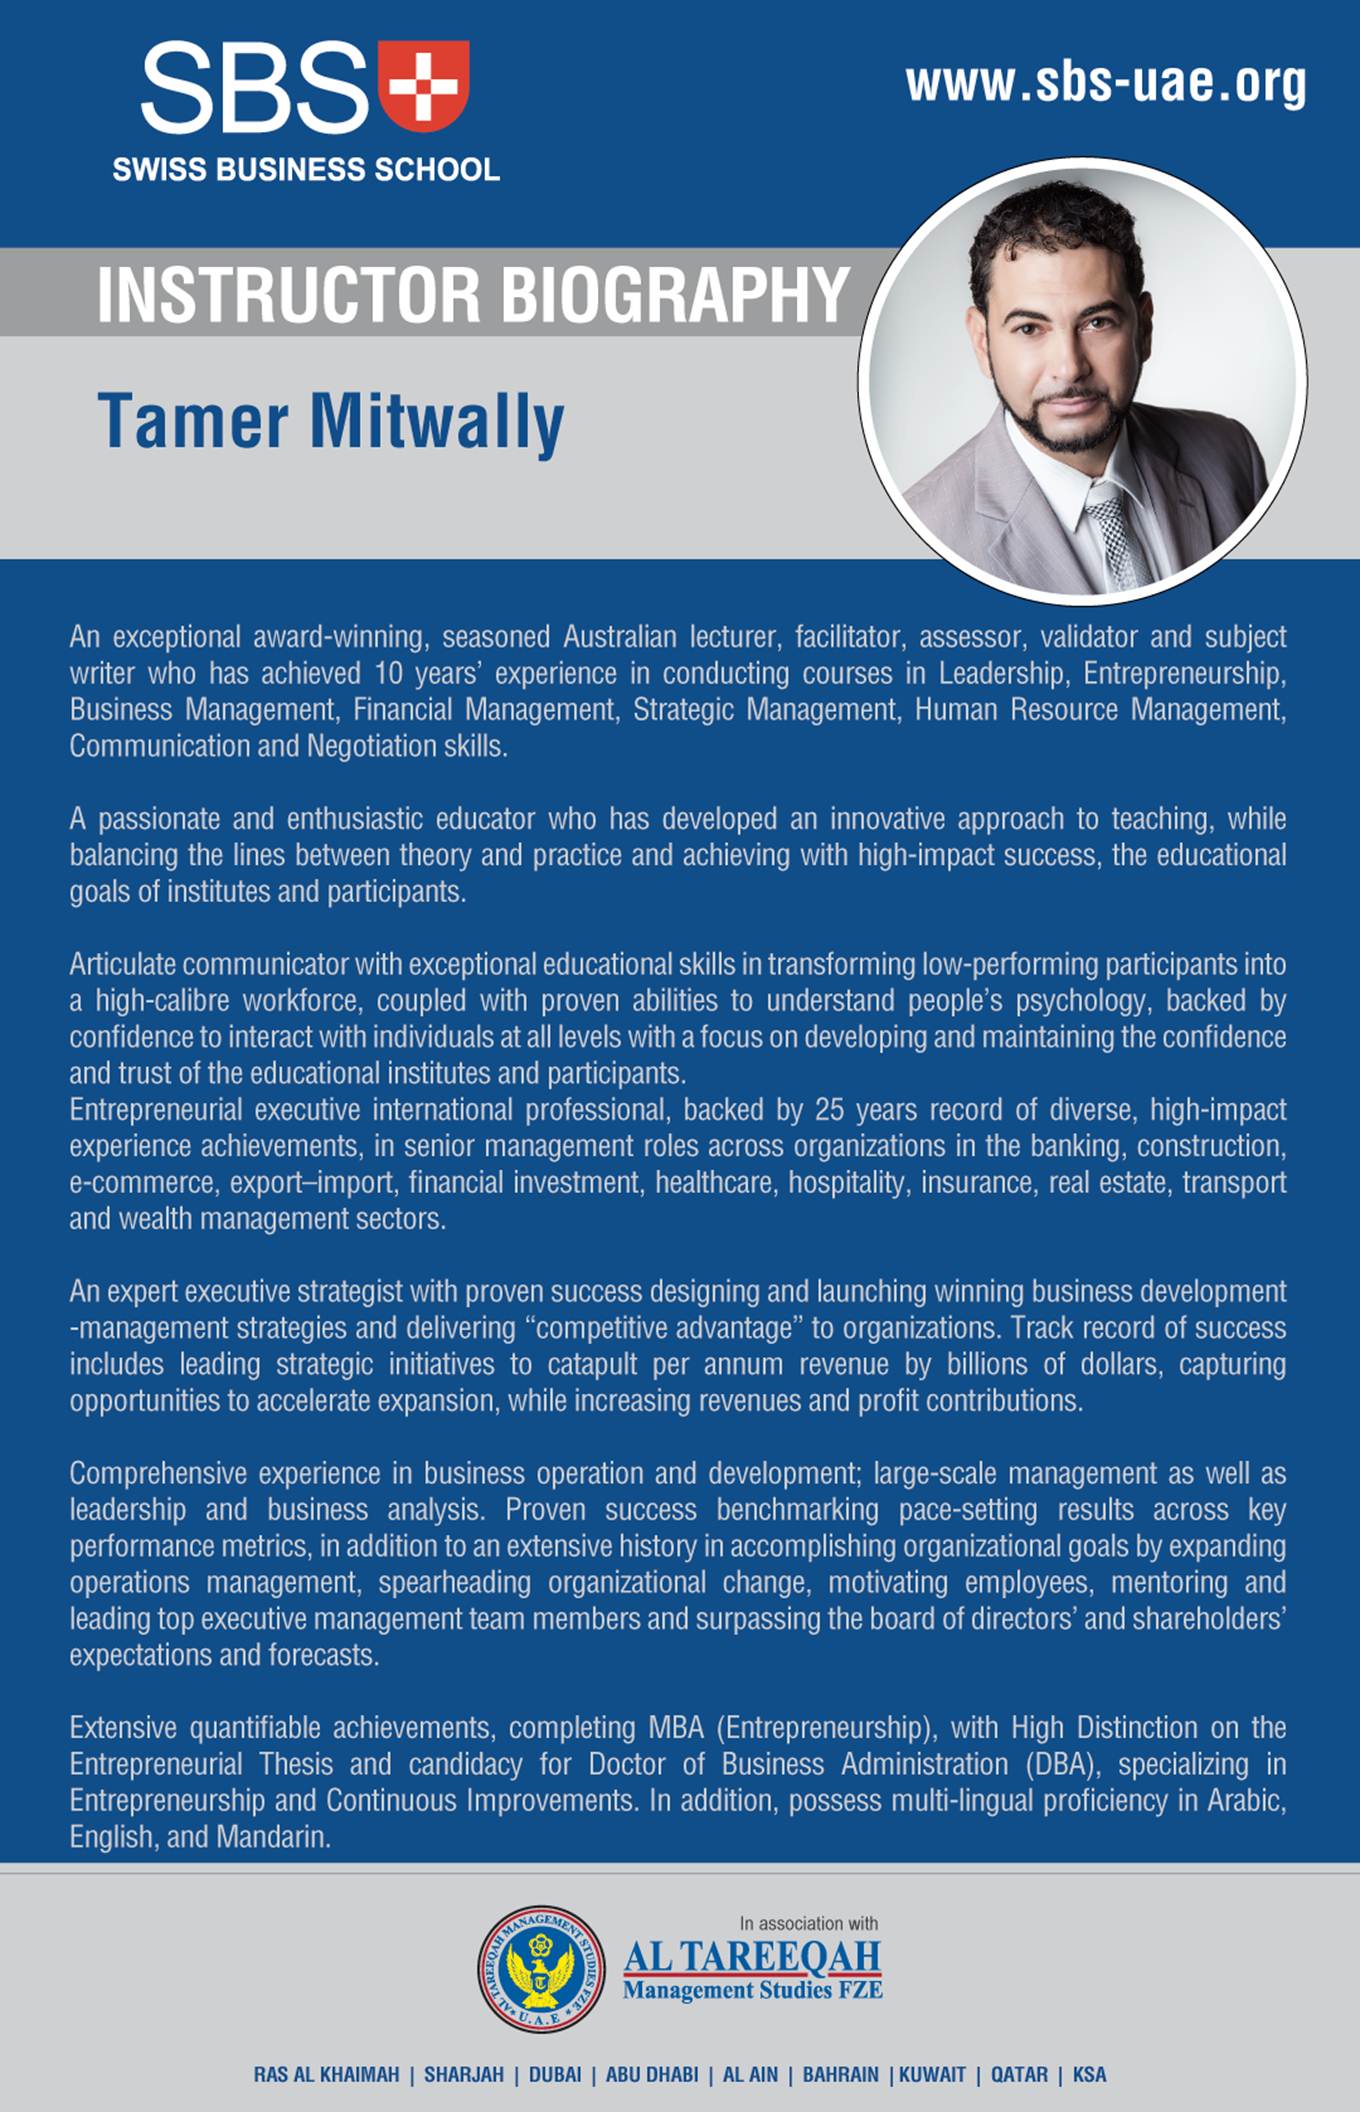 SBS
SWISS BUSINESS SCHOOL
www.sbs-uae.org
INSTRUCTOR BIOGRAPHY
Tamer Mitwally
An exceptional award-winning, seasoned Australian lecturer, facilitator, assessor, validator and subject
writer who has achieved 10 years’ experience in conducting courses in Leadership, Entrepreneurship,
Business Management, Financial Management, Strategic Management, Human Resource Management,
Communication and Negotiation skills.
A passionate and enthusiastic educator who has developed an innovative approach to teaching, while
balancing the lines between theory and practice and achieving with high-impact success, the educational
goals of institutes and participants.
Articulate communicator with exceptional educational skills in transforming low-performing participants into
a high-calibre workforce, coupled with proven abilities to understand people’s psychology, backed by
confidence to interact with individuals at all levels with a focus on developing and maintaining the confidence
and trust of the educational institutes and participants.
Entrepreneurial executive international professional, backed by 25 years record of diverse, high-impact
experience achievements, in senior management roles across organizations in the banking, construction,
e-commerce, export–import, financial investment, healthcare, hospitality, insurance, real estate, transport
and wealth management sectors.
An expert executive strategist with proven success designing and launching winning business development
-management strategies and delivering “competitive advantage” to organizations. Track record of success
includes leading strategic initiatives to catapult per annum revenue by billions of dollars, capturing
opportunities to accelerate expansion, while increasing revenues and profit contributions.
Comprehensive experience in business operation and development; large-scale management as well as
leadership and business analysis. Proven success benchmarking pace-setting results across key
performance metrics, in addition to an extensive history in accomplishing organizational goals by expanding
operations management, spearheading organizational change, motivating employees, mentoring and
leading top executive management team members and surpassing the board of directors’ and shareholders’
expectations and forecasts.
Extensive quantifiable achievements, completing MBA (Entrepreneurship), with High Distinction on the
Entrepreneurial Thesis and candidacy for Doctor of Business Administration (DBA), specializing in
Entrepreneurship and Continuous Improvements. In addition, possess multi-lingual proficiency in Arabic,
English, and Mandarin.
AL TAREEQAH MANAGEMENT STUDIES FZE
T
U.A.E
In association with
AL TAREEQAH
Management Studies FZE
RAS AL KHAIMAH | SHARJAH | DUBAI | ABU DHABI | AL AIN | BAHRAIN | KUWAIT | QATAR | KSA